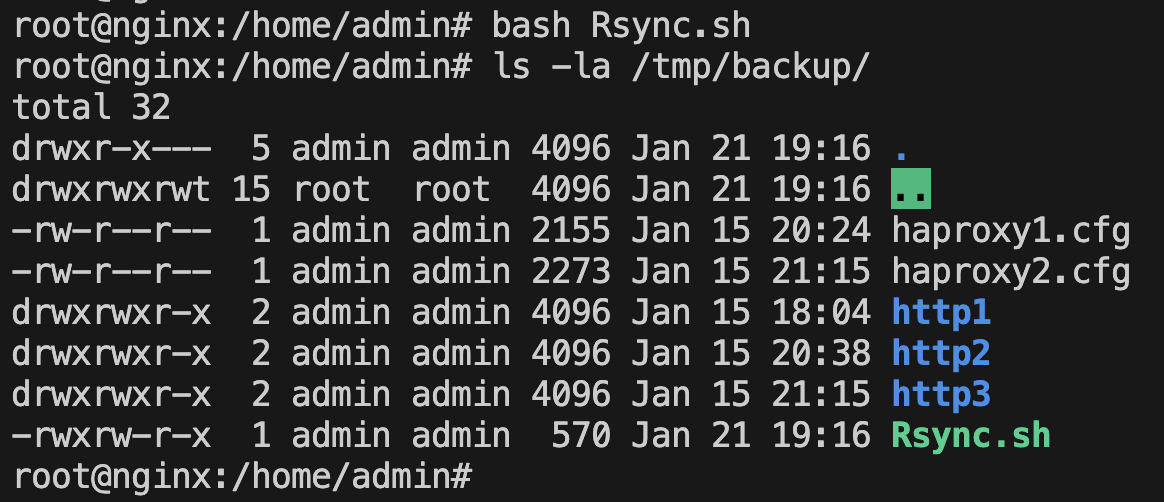 root@nginx:/home/admin# bash Rsync.sh
root@nginx:/home/admin# ls -la /tmp/backup/
total 32
drwxr-x---  5 admin admin 4096 Jan 21 19:16 .
drwxrwxrwt 15 root  root  4096 Jan 21 19:16 ..
-rw-r--r--  1 admin admin 2155 Jan 15 20:24 haproxy1.cfg
-rw-r--r--  1 admin admin 2273 Jan 15 21:15 haproxy2.cfg
drwxrwxr-x  2 admin admin 4096 Jan 15 18:04 http1
drwxrwxr-x  2 admin admin 4096 Jan 15 20:38 http2
drwxrwxr-x  2 admin admin 4096 Jan 15 21:15 http3
-rwxrw-r-x  1 admin admin  570 Jan 21 19:16 Rsync.sh
root@nginx:/home/admin#